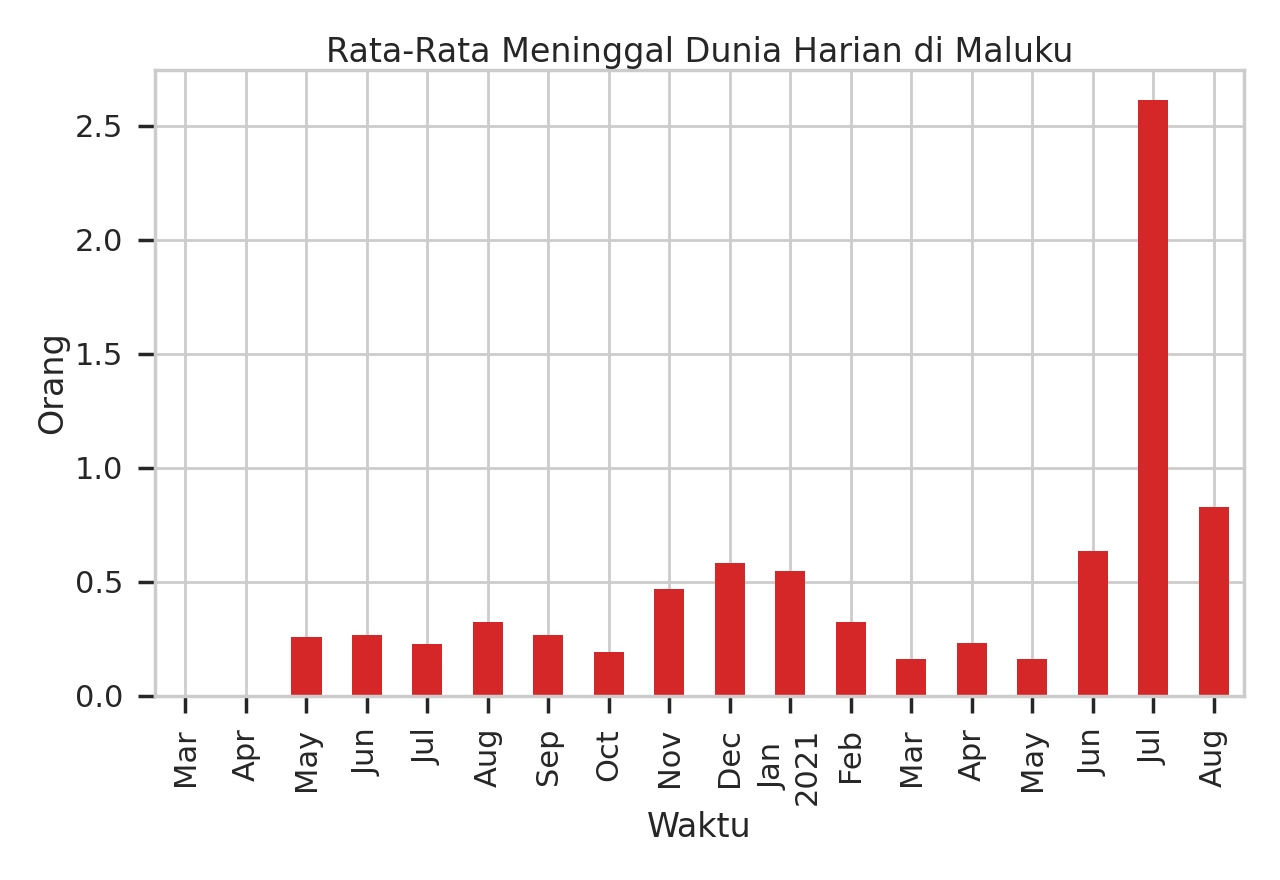 Rata-Rata Meninggal Dunia Harian di Maluku
Orang
2.5
2.0
1.5
1.0
0.5
0.0
Mar
Apr
May
Jun
Jul
Aug
Sep
Oct
Nov
Dec
Jan
2021
Feb
Mar
Apr
May
Jun
Jul
Aug
Waktu